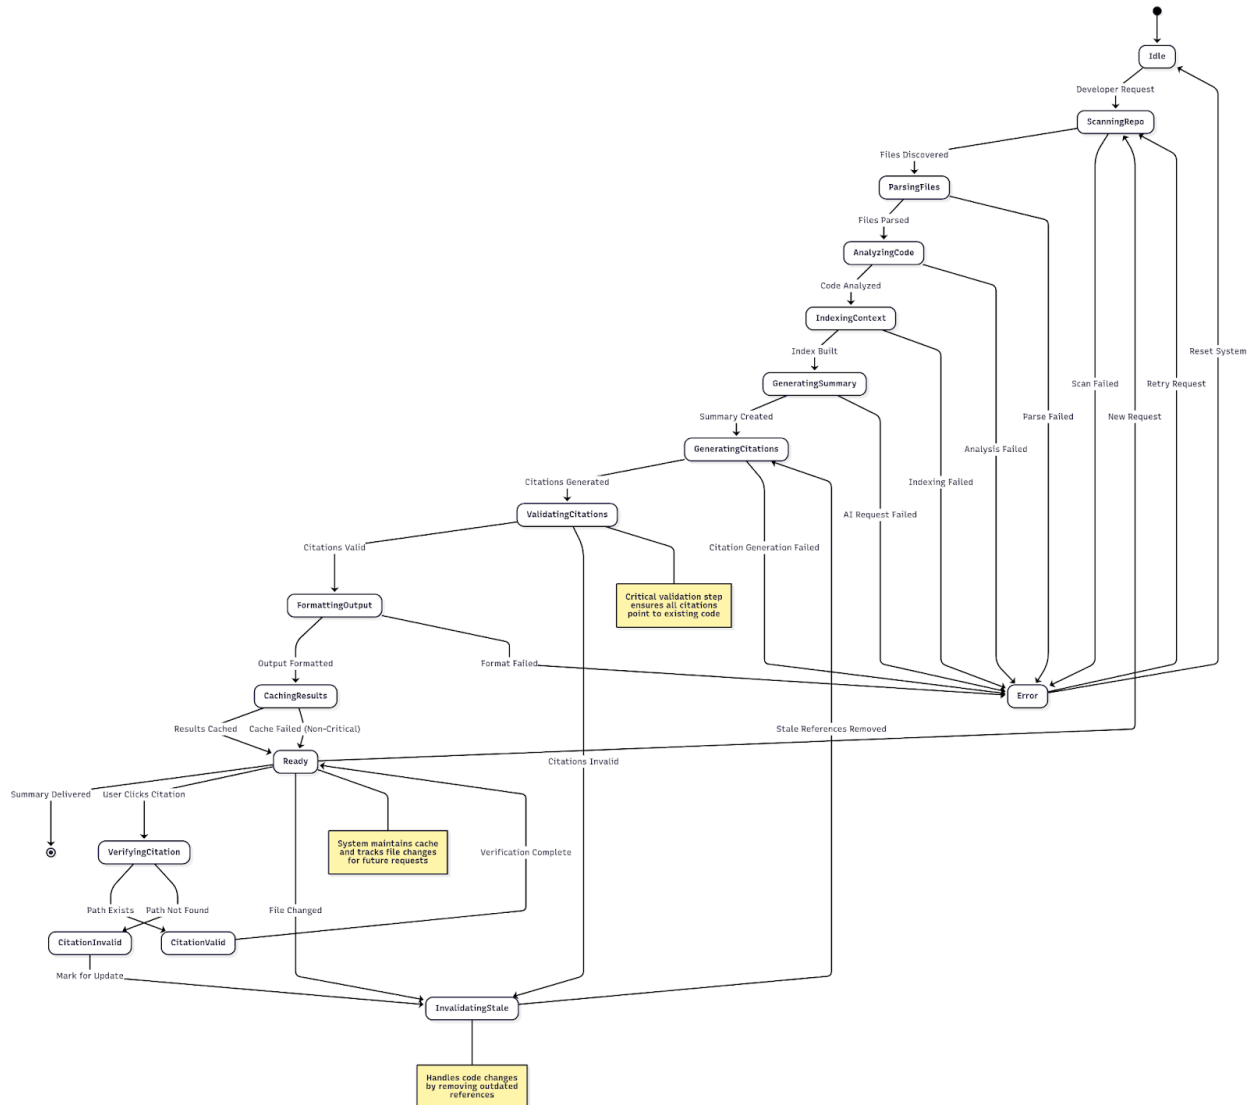 Idle
Developer Request
ScanningRepo
Files Discovered
ParsingFiles
Files Parsed
AnalyzingCode
Code Analyzed
IndexingContext
Index Built
Reset System
GeneratingSummary
Scan Failed
Retry Request
Summary Created
Parse Failed
New Request
GeneratingCitations
Analysis Failed
Citations Generated
Indexing Failed
ValidatingCitations
AI Request Failed
Citations Valid
Citation Generation Failed
FormattingOutput
Critical validation step
ensures all citations
point to existing code
Output Formatted
Format Failed
CachingResults
Error
Results Cached
Cache Failed (Non-Critical)
Stale References Removed
Ready
Citations Invalid
Summary Delivered
User Clicks Citation
VerifyingCitation
System maintains cache
and tracks file changes
for future requests
Verification Complete
Path Exists
Path Not Found
File Changed
CitationInvalid
CitationValid
Mark for Update
InvalidatingStale
Handles code changes
by removing outdated
references